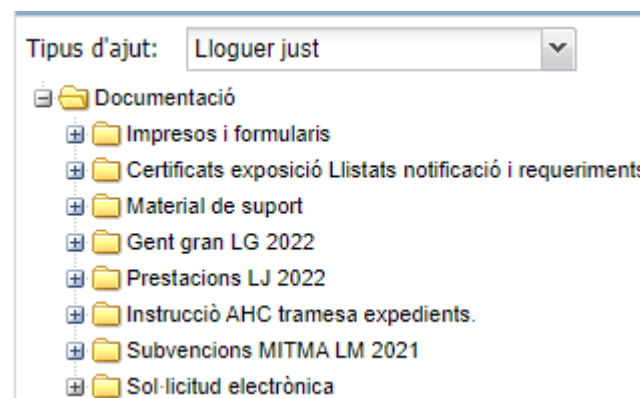 Tipus d'ajut: Lloguer just
Documentació
Impresos i formularis
Certificats exposició Llistats notificació i requeriments
Material de suport
Gent gran LG 2022
Prestacions LJ 2022
Instrucciò AHC tramesa expedients.
Subvencions MITMA LM 2021
Sol·licitud electrònica